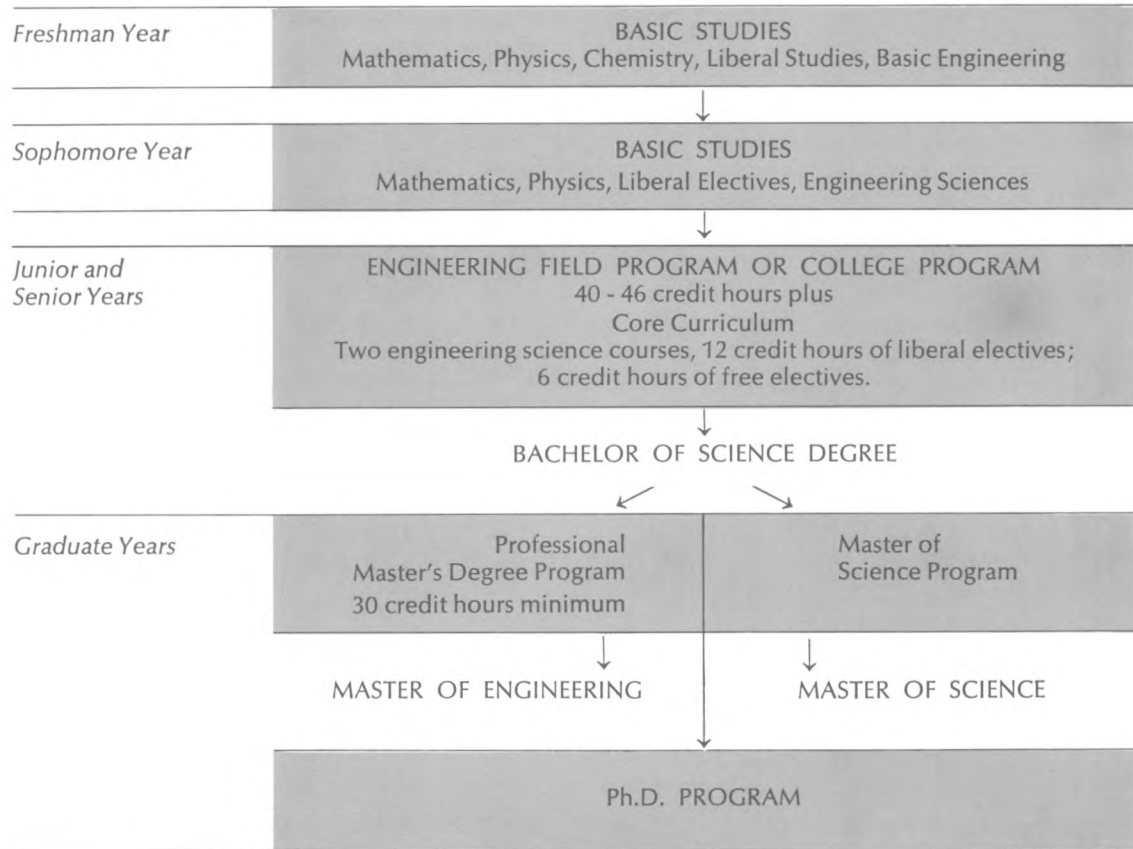 Freshman Year
BASIC STUDIES
Mathematics, Physics, Chemistry, Liberal Studies, Basic Engineering
Sophomore Year
BASIC STUDIES
Mathematics, Physics, Liberal Electives, Engineering Sciences
Junior and
Senior Years
ENGINEERING FIELD PROGRAM OR COLLEGE PROGRAM
40 - 46 credit hours plus
Core Curriculum
Two engineering science courses, 12 credit hours of liberal electives;
6 credit hours of free electives.
BACHELOR OF SCIENCE DEGREE
Graduate Years
Professional
Master's Degree Program
30 credit hours minimum
Master of
Science Program
MASTER OF ENGINEERING
MASTER OF SCIENCE
Ph.D. PROGRAM